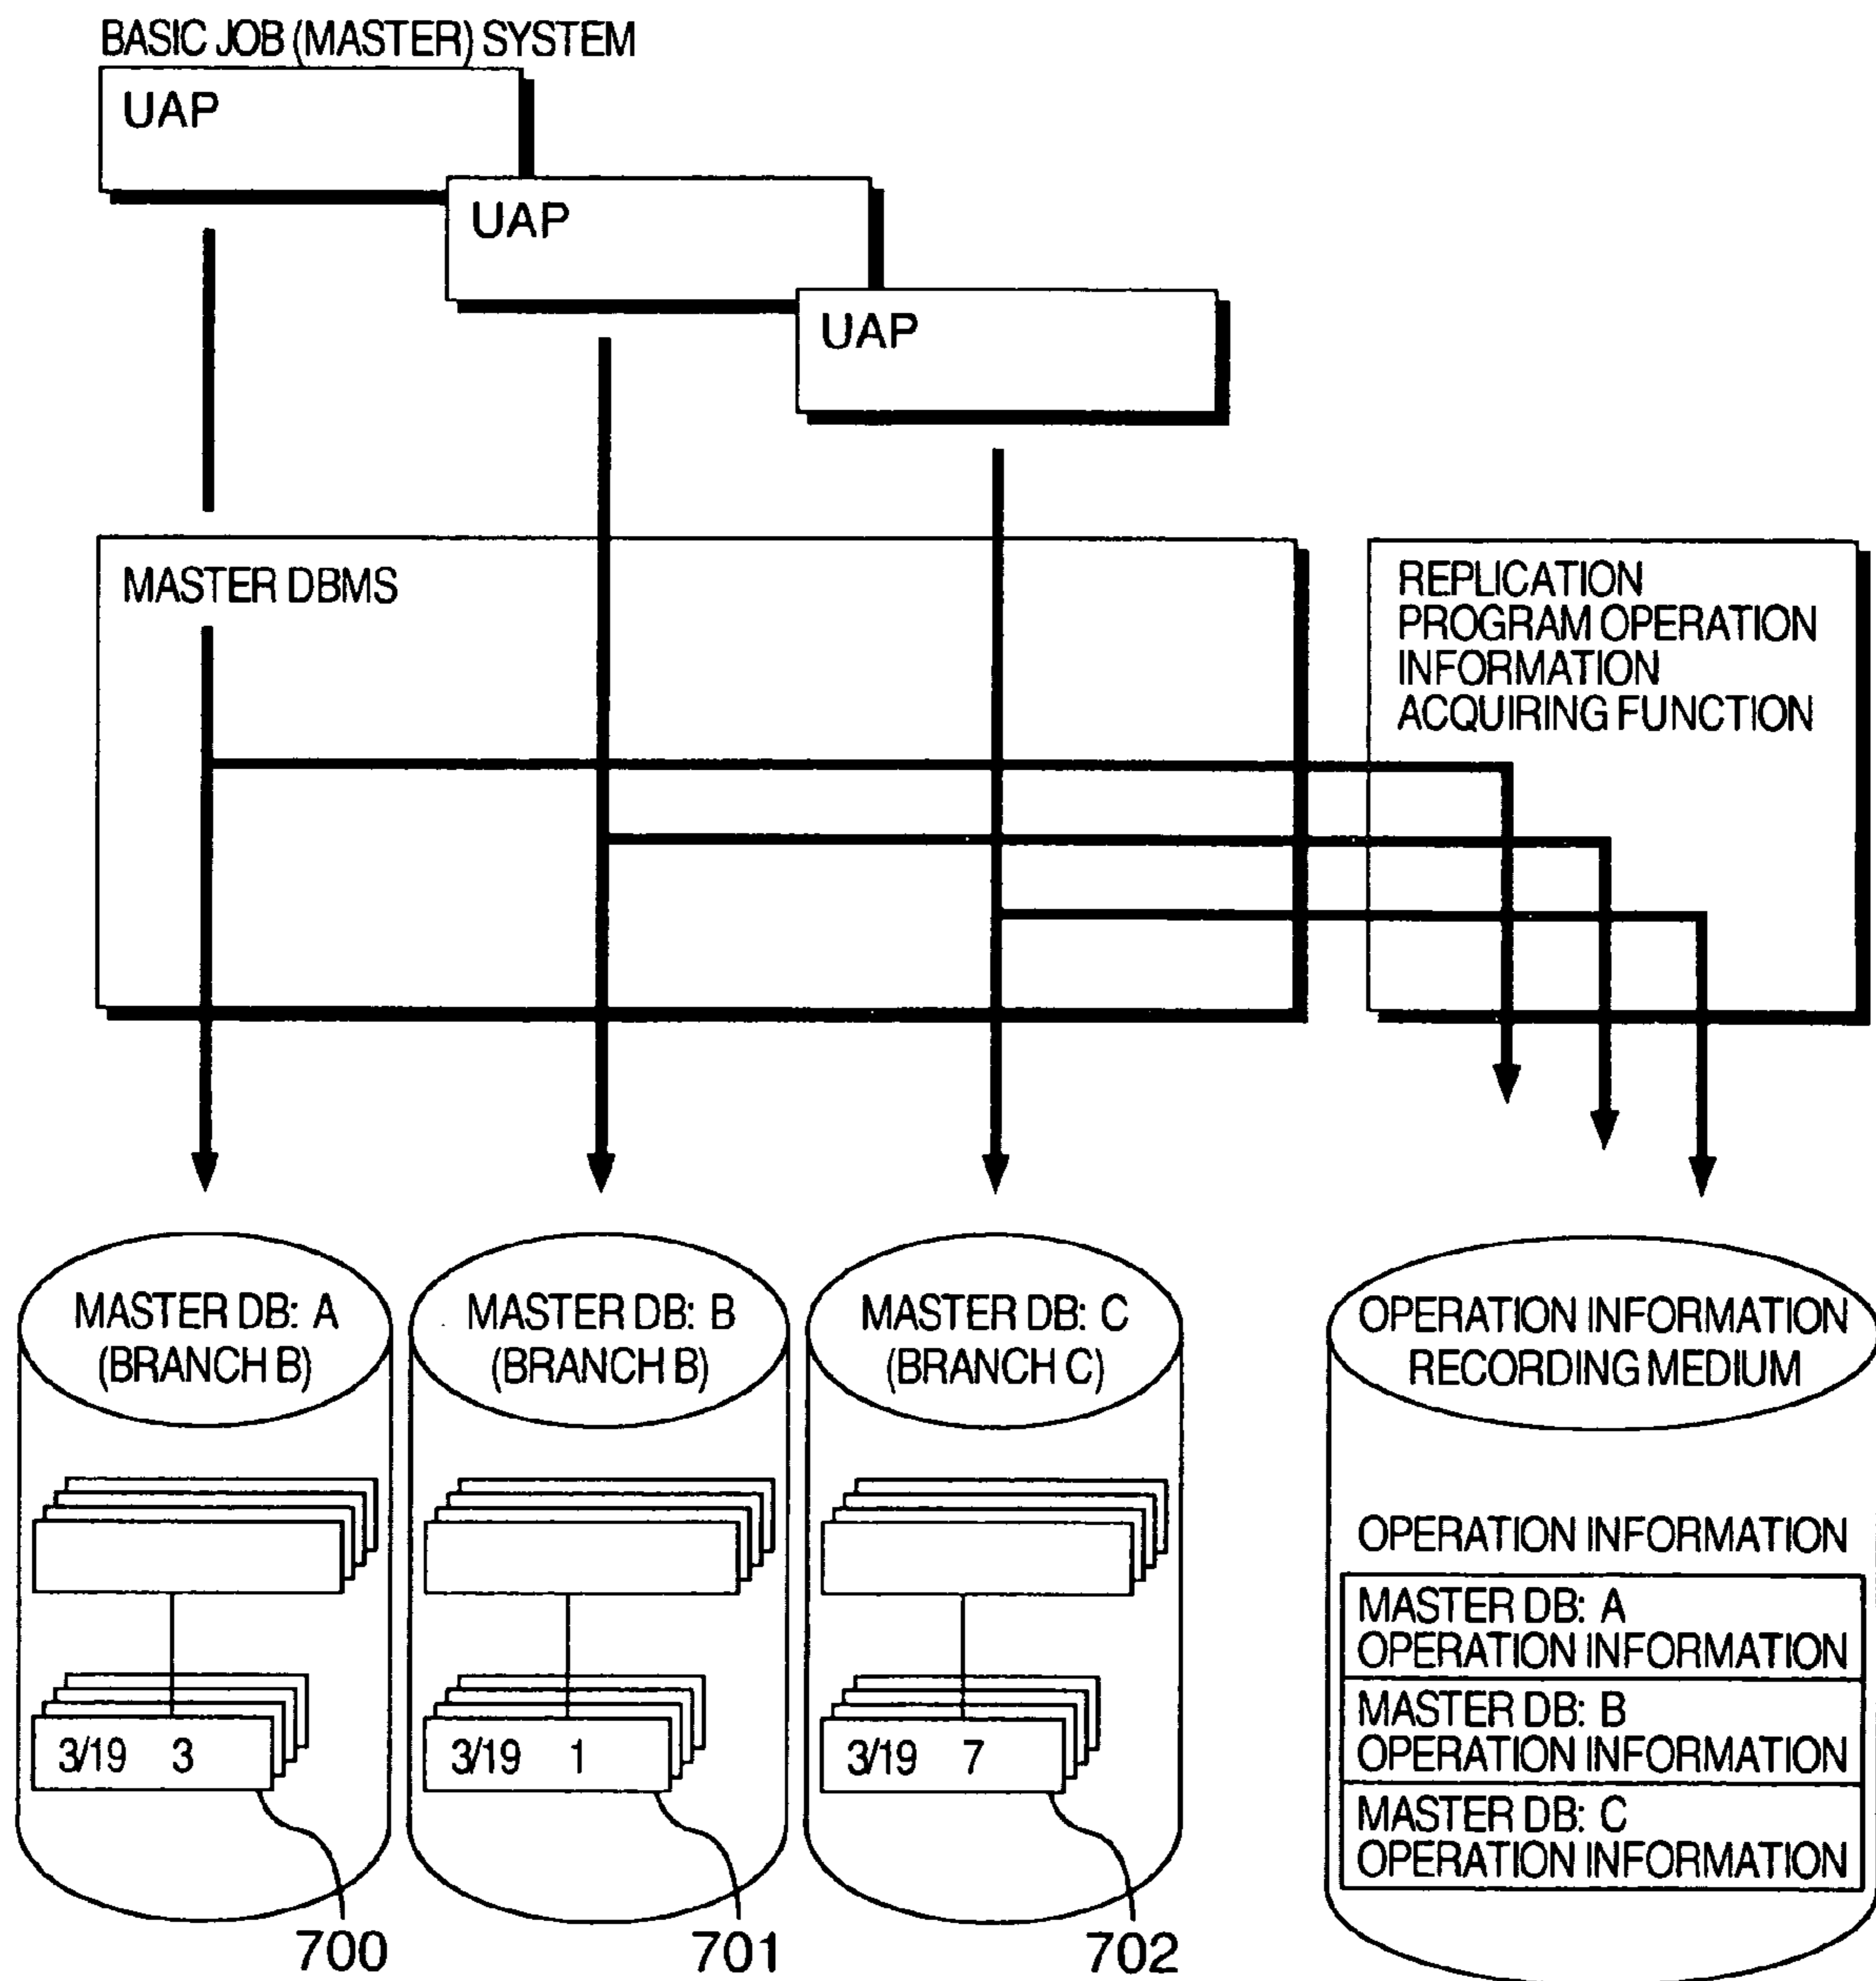 BASIC JOB (MASTER) SYSTEM
UAP
UAP
UAP
MASTER DBMS
REPLICATION
PROGRAM OPERATION
INFORMATION
ACQUIRING FUNCTION
MASTER DB: A
(BRANCH B)
MASTER DB: B
(BRANCH B)
MASTER DB: C
(BRANCH C)
OPERATION INFORMATION
RECORDING MEDIUM
OPERATION INFORMATION
MASTER DB: A
OPERATION INFORMATION
MASTER DB: B
OPERATION INFORMATION
MASTER DB: C
OPERATION INFORMATION
3/19 3
3/19 1
3/19 7
700
701
702